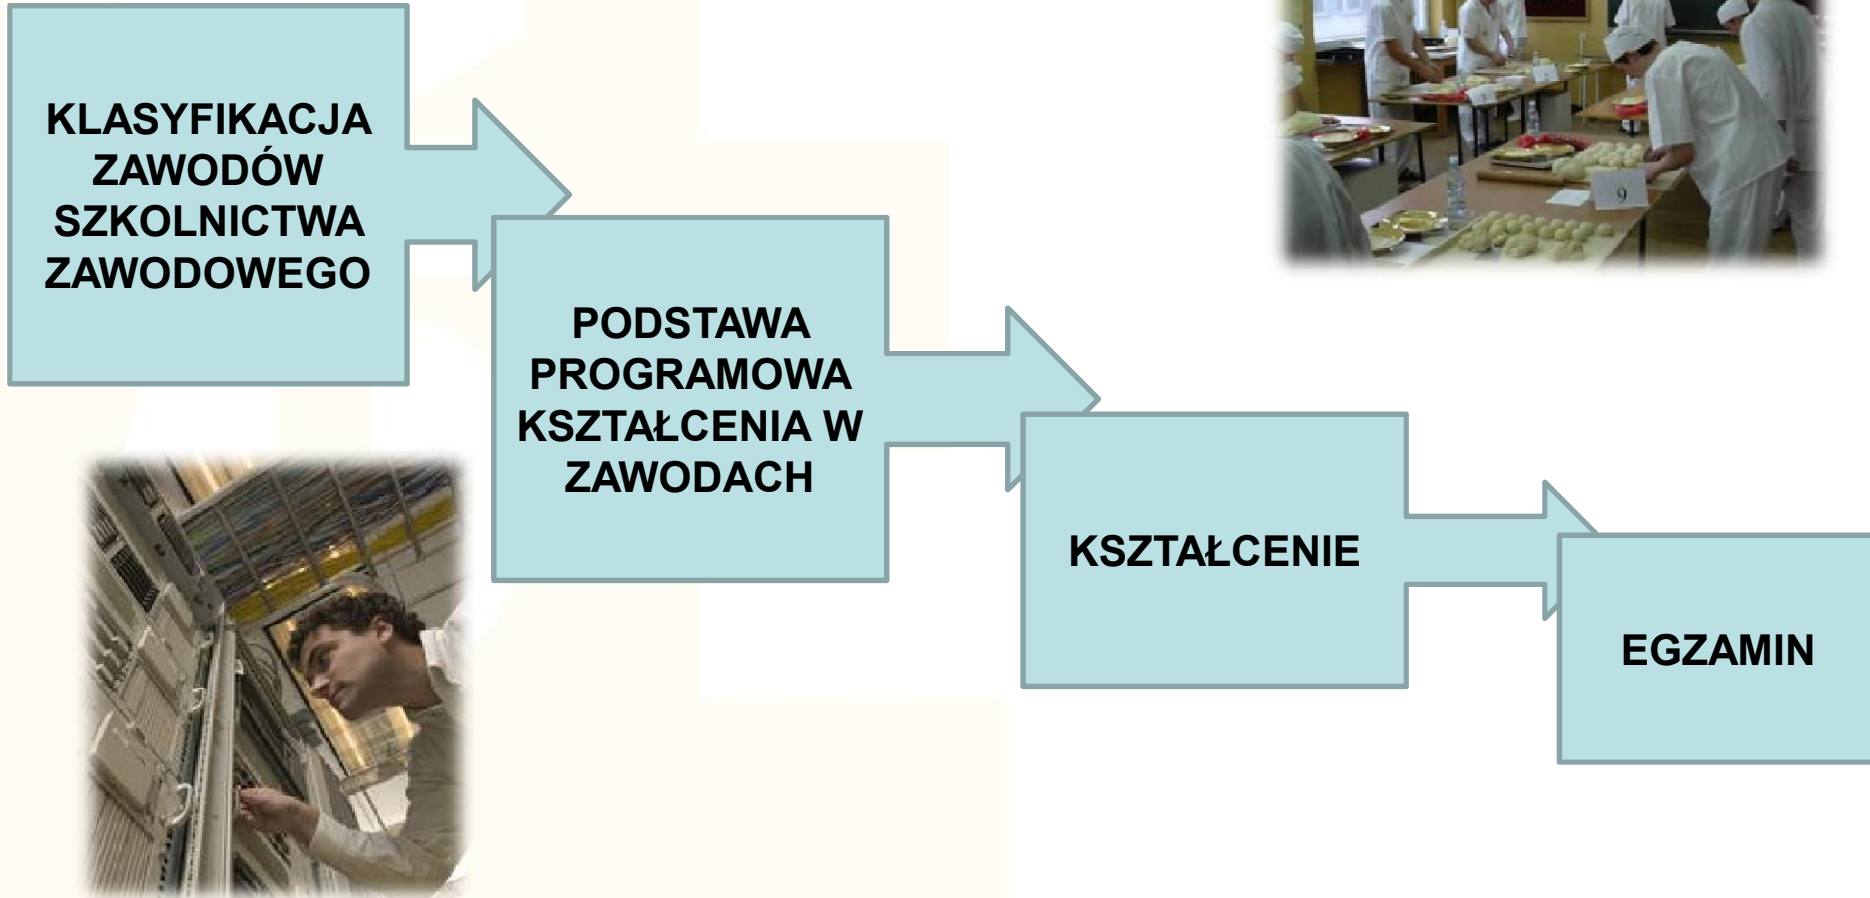 KLASYFIKACJA
ZAWODÓW
SZKOLNICTWA
ZAWODOWEGO
PODSTAWA
PROGRAMOWA
KSZTAŁCENIA W
ZAWODACH
KSZTAŁCENIE
EGZAMIN
9